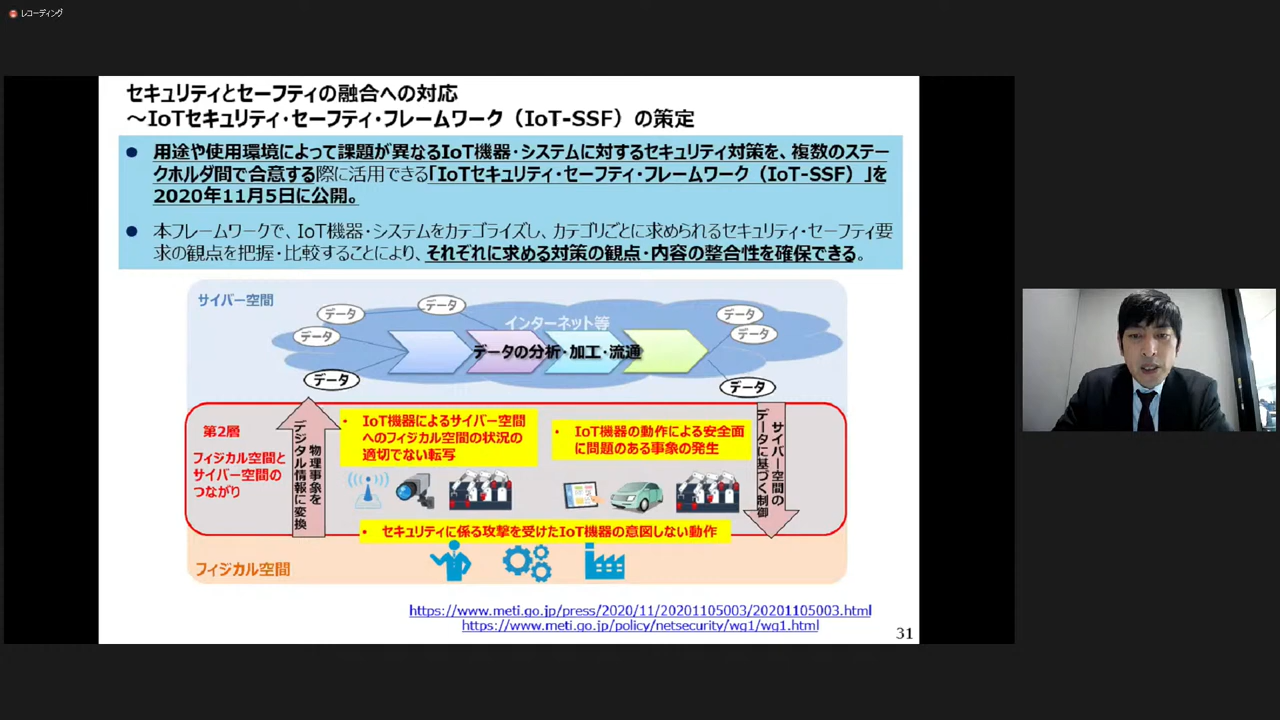 レコーディング
セキュリティとセーフティの融合への対応
～IoTセキュリティ・セーフティ・フレームワーク（IoT-SSF）の策定
● 用途や使用環境によって課題が異なるIoT機器・システムに対するセキュリティ対策を、複数のステー
クホルダ間で合意する際に活用できる「IoTセキュリティ・セーフティ・フレームワーク（IoT-SSF）」を
2020年11月5日に公開。
● 本フレームワークで、IoT機器・システムをカテゴライズし、カテゴリごとに求められるセキュリティ・セーフティ要
求の観点を把握・比較することにより、それぞれに求める対策の観点・内容の整合性を確保できる。
サイバー空間
データ
データ
データ
データ
インターネット等
データの分析・加工・流通
データ
データ
データ
第2層
フィジカル空間と
サイバー空間の
つながり
物理事象を
デジタル情報に変換
・ IoT機器によるサイバー空間
へのフィジカル空間の状況の
適切でない転写
・ IoT機器の動作による安全面
に問題のある事象の発生
サイバー空間の
データに基づく制御
・ セキュリティに係る攻撃を受けたIoT機器の意図しない動作
フィジカル空間
https://www.meti.go.jp/press/2020/11/20201105003/20201105003.html
https://www.meti.go.jp/policy/netsecurity/wg1/wg1.html
31